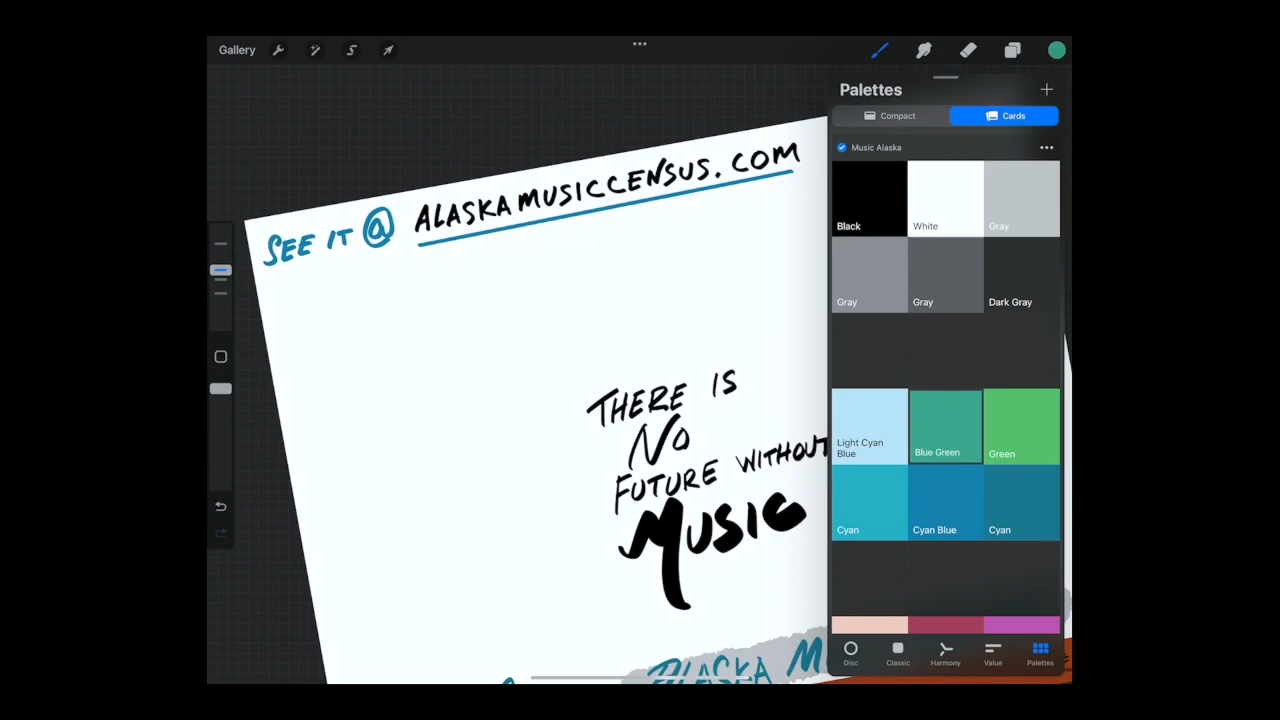 Gallery
Palettes
Compact
Cards
Music Alaska
Black
White
Gray
Gray
Gray
Dark Gray
Light Cyan
Blue
Blue Green
Green
Cyan
Cyan Blue
Cyan
Disc
Classic
Harmony
Value
Palettes
SEE IT @ ALASKAMUSICCENSUS.COM
THERE IS
NO
FUTURE WITHOUT
MUSIC
ALASKA